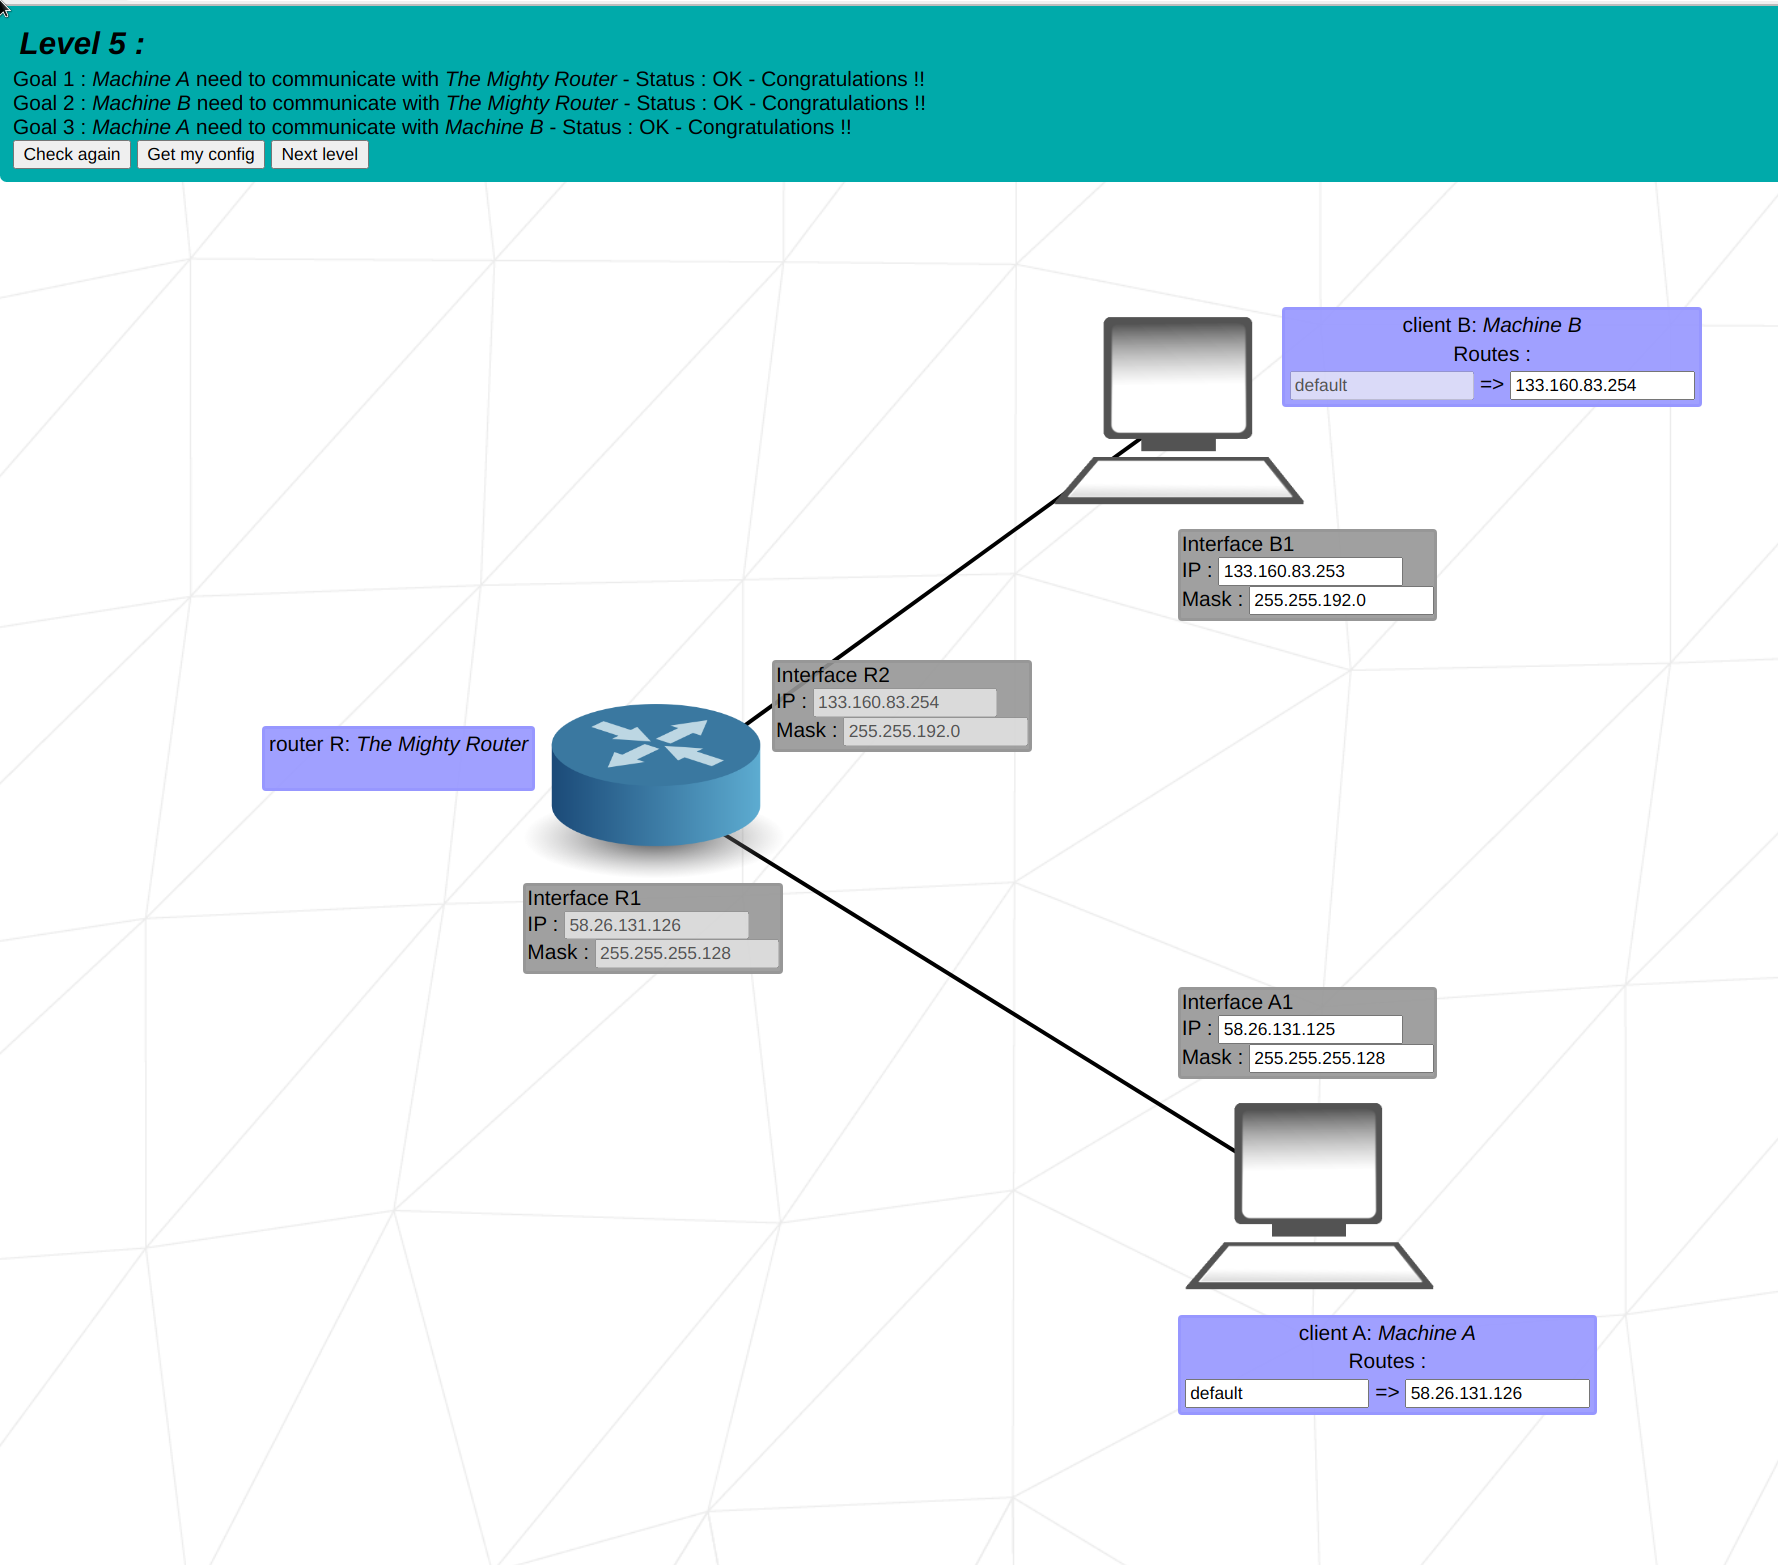 Level 5 :
Goal 1 : Machine A need to communicate with The Mighty Router - Status : OK - Congratulations !!
Goal 2 : Machine B need to communicate with The Mighty Router - Status : OK - Congratulations !!
Goal 3 : Machine A need to communicate with Machine B - Status : OK - Congratulations !!
Check again Get my config Next level
client B: Machine B
Routes :
default => 133.160.83.254
Interface B1
IP : 133.160.83.253
Mask : 255.255.192.0
Interface R2
IP : 133.160.83.254
Mask : 255.255.192.0
router R: The Mighty Router
Interface R1
IP : 58.26.131.126
Mask : 255.255.255.128
Interface A1
IP : 58.26.131.125
Mask : 255.255.255.128
client A: Machine A
Routes :
default => 58.26.131.126